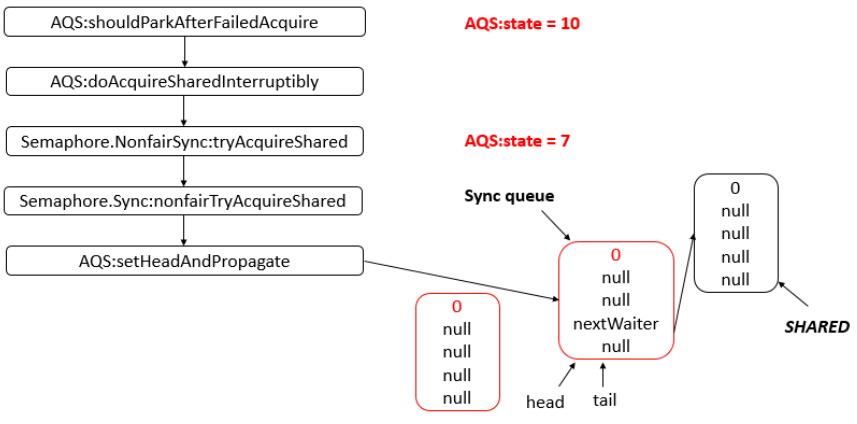 AQS:shouldParkAfterFailedAcquire
AQS:state = 10
AQS:doAcquireSharedInterruptibly
Semaphore.NonfairSync:tryAcquireShared
AQS:state = 7
Semaphore.Sync:nonfairTryAcquireShared
Sync queue
AQS:setHeadAndPropagate
0
null
null
null
null
0
null
null
nextWaiter
null
0
null
null
null
null
SHARED
head
tail